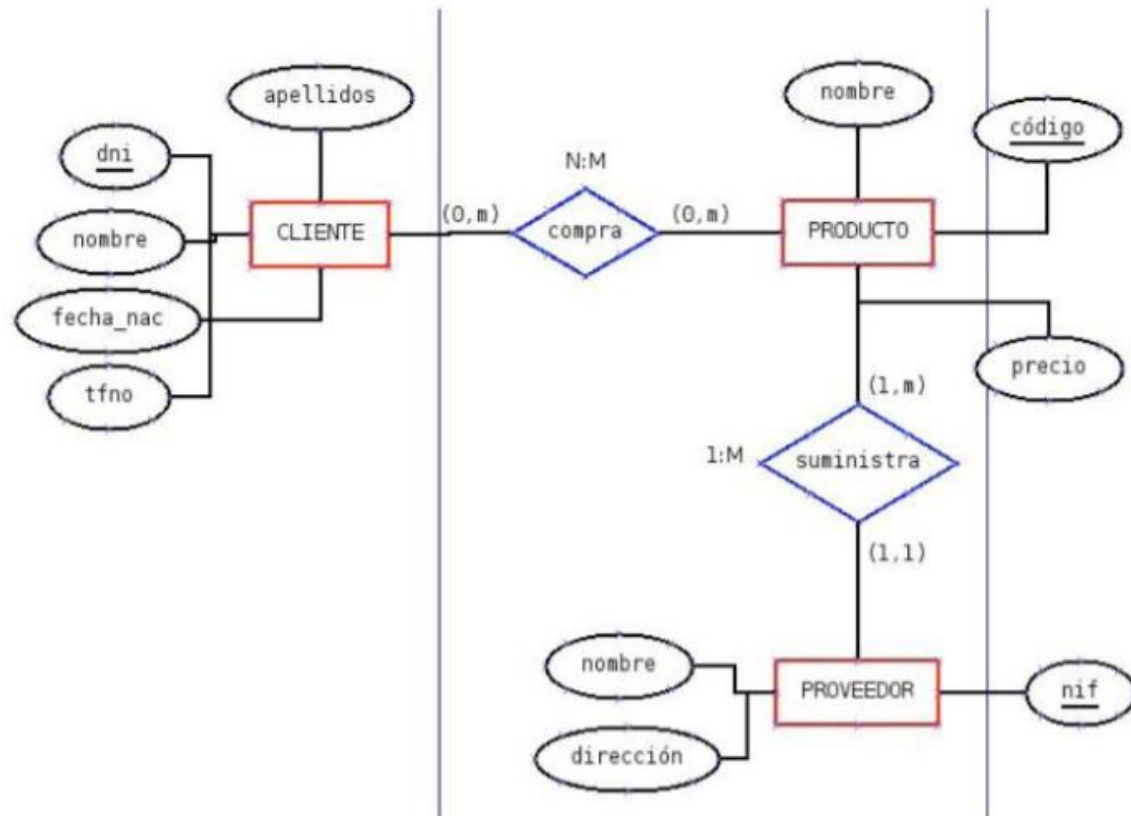 apellidos
nombre
código
dni
N:M
nombre
CLIENTE
(0,m)
compra
(0,m)
PRODUCTO
fecha_nac
tfno
precio
(1,m)
1:M
suministra
(1,1)
nombre
PROVEEDOR
nif
dirección